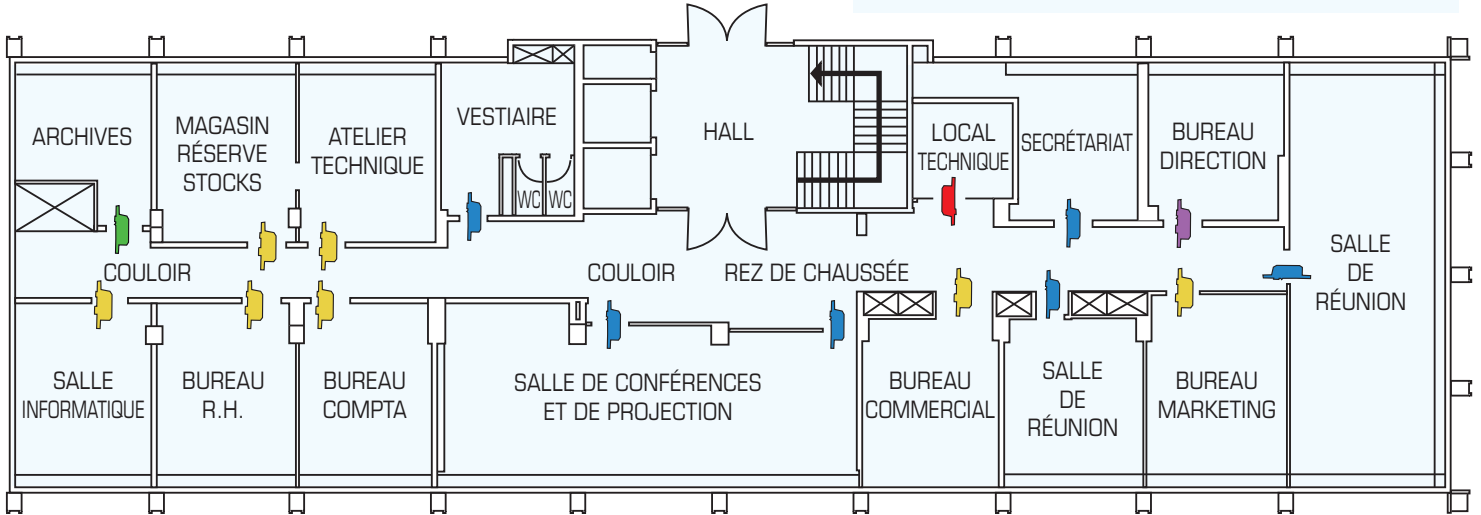 ARCHIVES
MAGASIN
RÉSERVE
STOCKS
ATELIER
TECHNIQUE
VESTIAIRE
WC
WC
HALL
LOCAL
TECHNIQUE
SECRÉTARIAT
BUREAU
DIRECTION
SALLE
DE
RÉUNION
COULOIR
COULOIR
REZ DE CHAUSSÉE
SALLE
INFORMATIQUE
BUREAU
R.H.
BUREAU
COMPTA
SALLE DE CONFÉRENCES
ET DE PROJECTION
BUREAU
COMMERCIAL
SALLE
DE
RÉUNION
BUREAU
MARKETING